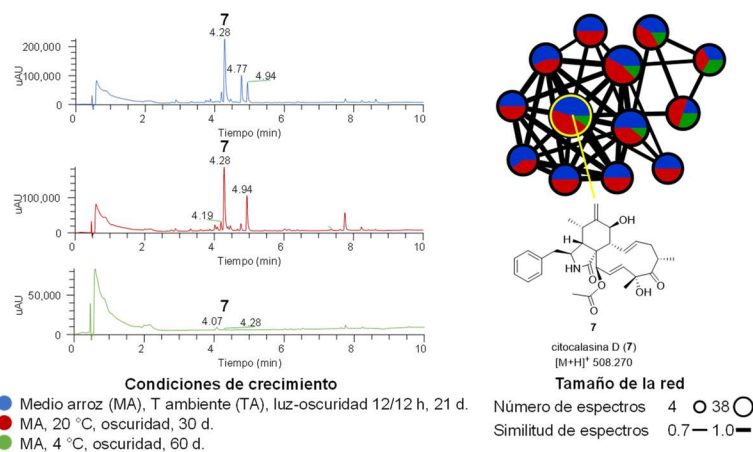 7
4.28
200,000
4.77
4.94
100,000
uAU
0
0 2 4 6 8 10
Tiempo (min)
7
4.28
4.94
100,000
4.19
uAU
0
0 2 4 6 8 10
Tiempo (min)
50,000
7
uAU
4.07 4.28
0
0 2 4 6 8 10
Tiempo (min)
OH
H
HN
O
O
O
O
OH
7
citocalasina D (7)
[M+H]+ 508.270
Condiciones de crecimiento
Medio arroz (MA), T ambiente (TA), luz-oscuridad 12/12 h, 21 d.
MA, 20 °C, oscuridad, 30 d.
MA, 4 °C, oscuridad, 60 d.
Tamaño de la red
Número de espectros 4 38
Similitud de espectros 0.7 1.0